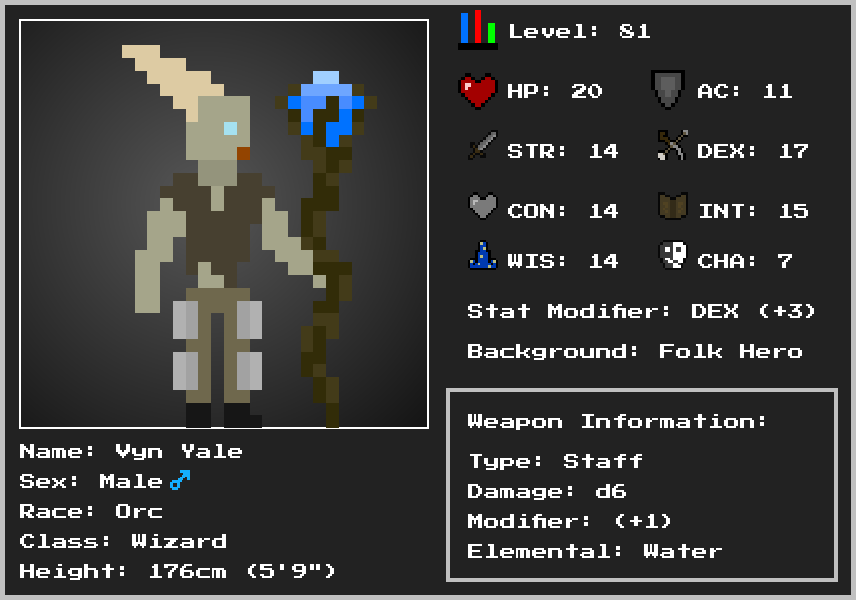 Level: 81
HP: 20
AC: 11
STR: 14
DEX: 17
CON: 14
INT: 15
WIS: 14
CHA: 7
Stat Modifier: DEX (+3)
Background: Folk Hero
Weapon Information:
Type: Staff
Damage: d6
Modifier: (+1)
Elemental: Water
Name: Vyn Yale
Sex: Male ♂
Race: Orc
Class: Wizard
Height: 176cm (5'9")